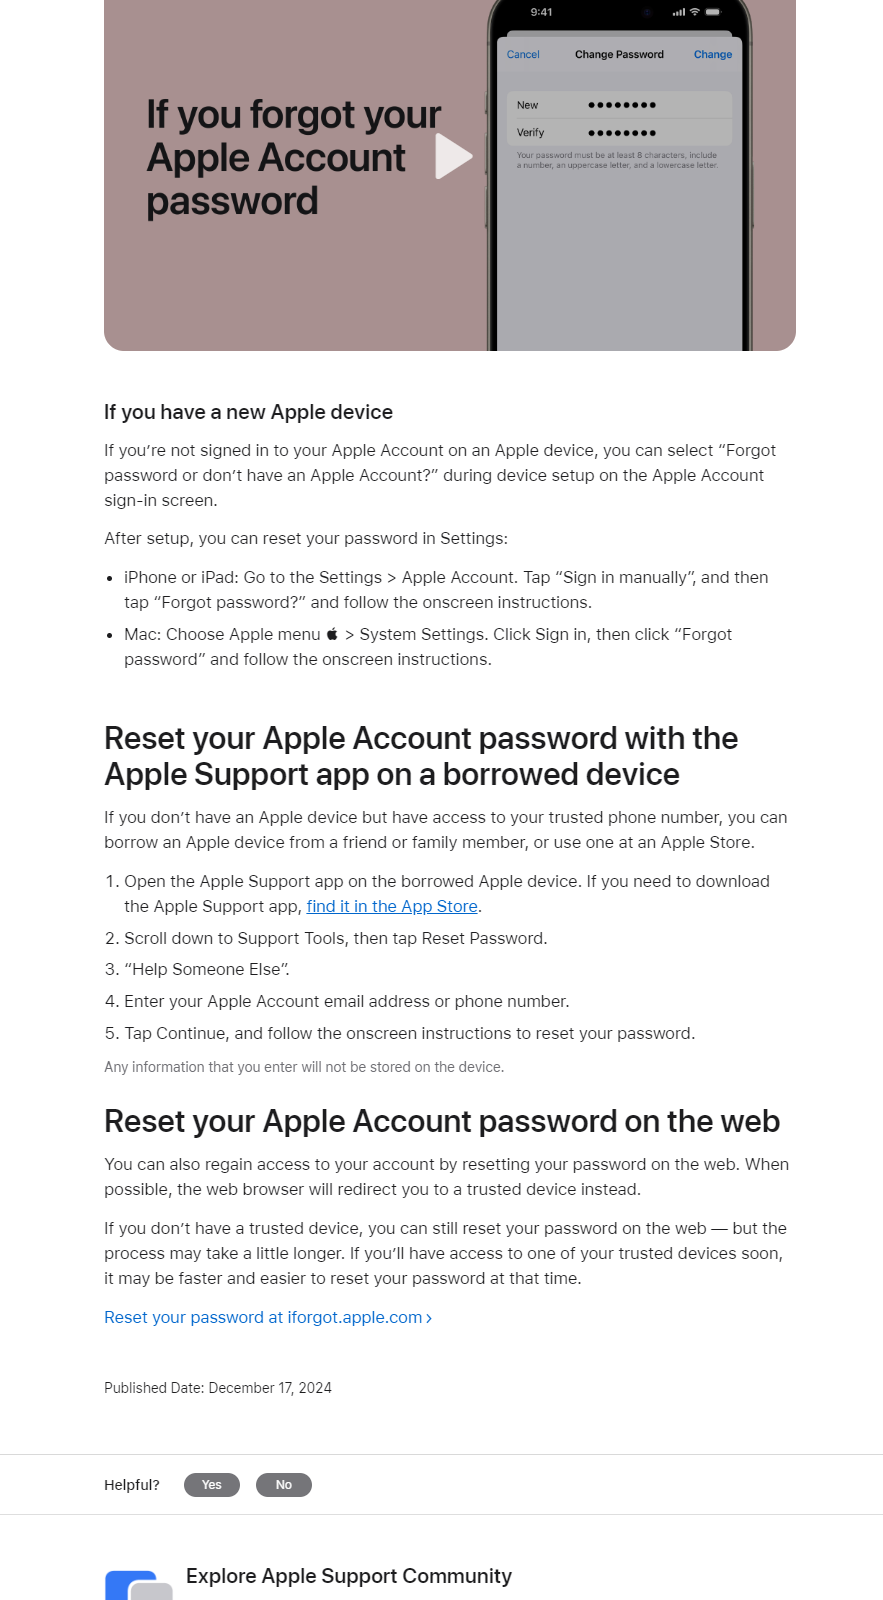 9:41
Cancel
Change Password
Change
New ●●●●●●●●
Verify ●●●●●●●●
Your password must be at least 8 characters, include
a number, an uppercase letter, and a lowercase letter.
If you forgot your
Apple Account
password
If you have a new Apple device
If you’re not signed in to your Apple Account on an Apple device, you can select “Forgot
password or don’t have an Apple Account?” during device setup on the Apple Account
sign-in screen.
After setup, you can reset your password in Settings:
• iPhone or iPad: Go to the Settings > Apple Account. Tap “Sign in manually”, and then
tap “Forgot password?” and follow the onscreen instructions.
• Mac: Choose Apple menu  > System Settings. Click Sign in, then click “Forgot
password” and follow the onscreen instructions.
Reset your Apple Account password with the
Apple Support app on a borrowed device
If you don’t have an Apple device but have access to your trusted phone number, you can
borrow an Apple device from a friend or family member, or use one at an Apple Store.
1. Open the Apple Support app on the borrowed Apple device. If you need to download
the Apple Support app, find it in the App Store.
2. Scroll down to Support Tools, then tap Reset Password.
3. “Help Someone Else”.
4. Enter your Apple Account email address or phone number.
5. Tap Continue, and follow the onscreen instructions to reset your password.
Any information that you enter will not be stored on the device.
Reset your Apple Account password on the web
You can also regain access to your account by resetting your password on the web. When
possible, the web browser will redirect you to a trusted device instead.
If you don’t have a trusted device, you can still reset your password on the web — but the
process may take a little longer. If you’ll have access to one of your trusted devices soon,
it may be faster and easier to reset your password at that time.
Reset your password at iforgot.apple.com ›
Published Date: December 17, 2024
Helpful? Yes No
Explore Apple Support Community